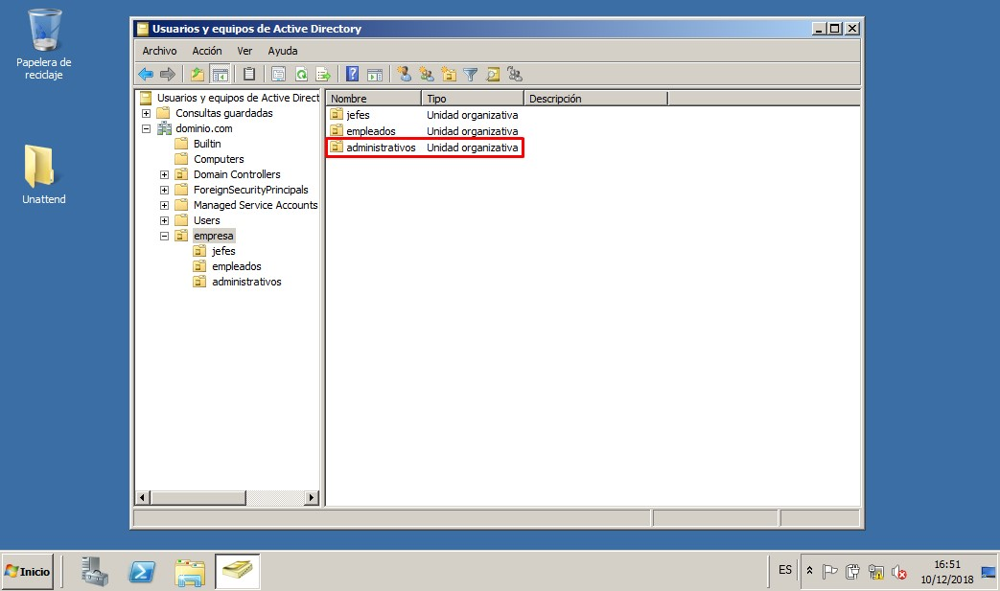 Papelera de
reciclaje
Unattend
Usuarios y equipos de Active Directory
Archivo Acción Ver Ayuda
Usuarios y equipos de Active Direct
Consultas guardadas
dominio.com
Builtin
Computers
Domain Controllers
ForeignSecurityPrincipals
Managed Service Accounts
Users
empresa
jefes
empleados
administrativos
Nombre Tipo Descripción
jefes Unidad organizativa
empleados Unidad organizativa
administrativos Unidad organizativa
Inicio
ES
16:51
10/12/2018